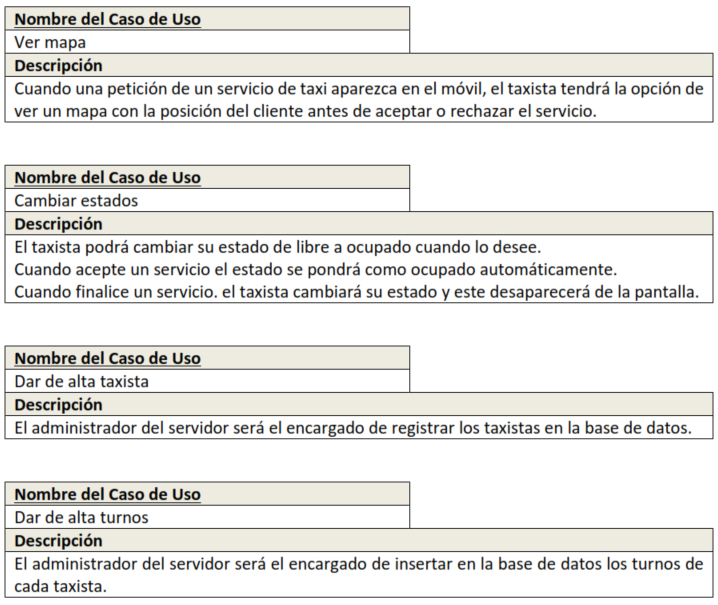 Nombre del Caso de Uso
Ver mapa
Descripción
Cuando una petición de un servicio de taxi aparezca en el móvil, el taxista tendrá la opción de
ver un mapa con la posición del cliente antes de aceptar o rechazar el servicio.
Nombre del Caso de Uso
Cambiar estados
Descripción
El taxista podrá cambiar su estado de libre a ocupado cuando lo desee.
Cuando acepte un servicio el estado se pondrá como ocupado automáticamente.
Cuando finalice un servicio. el taxista cambiará su estado y este desaparecerá de la pantalla.
Nombre del Caso de Uso
Dar de alta taxista
Descripción
El administrador del servidor será el encargado de registrar los taxistas en la base de datos.
Nombre del Caso de Uso
Dar de alta turnos
Descripción
El administrador del servidor será el encargado de insertar en la base de datos los turnos de
cada taxista.